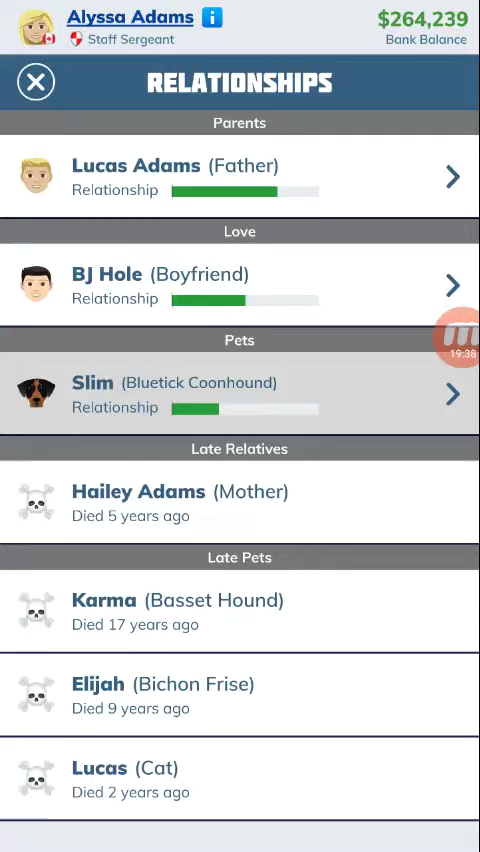 Alyssa Adams i
$264,239
Staff Sergeant
Bank Balance
RELATIONSHIPS
Parents
Lucas Adams (Father)
Relationship
Love
BJ Hole (Boyfriend)
Relationship
19:38
Pets
Slim (Bluetick Coonhound)
Relationship
Late Relatives
Hailey Adams (Mother)
Died 5 years ago
Late Pets
Karma (Basset Hound)
Died 17 years ago
Elijah (Bichon Frise)
Died 9 years ago
Lucas (Cat)
Died 2 years ago